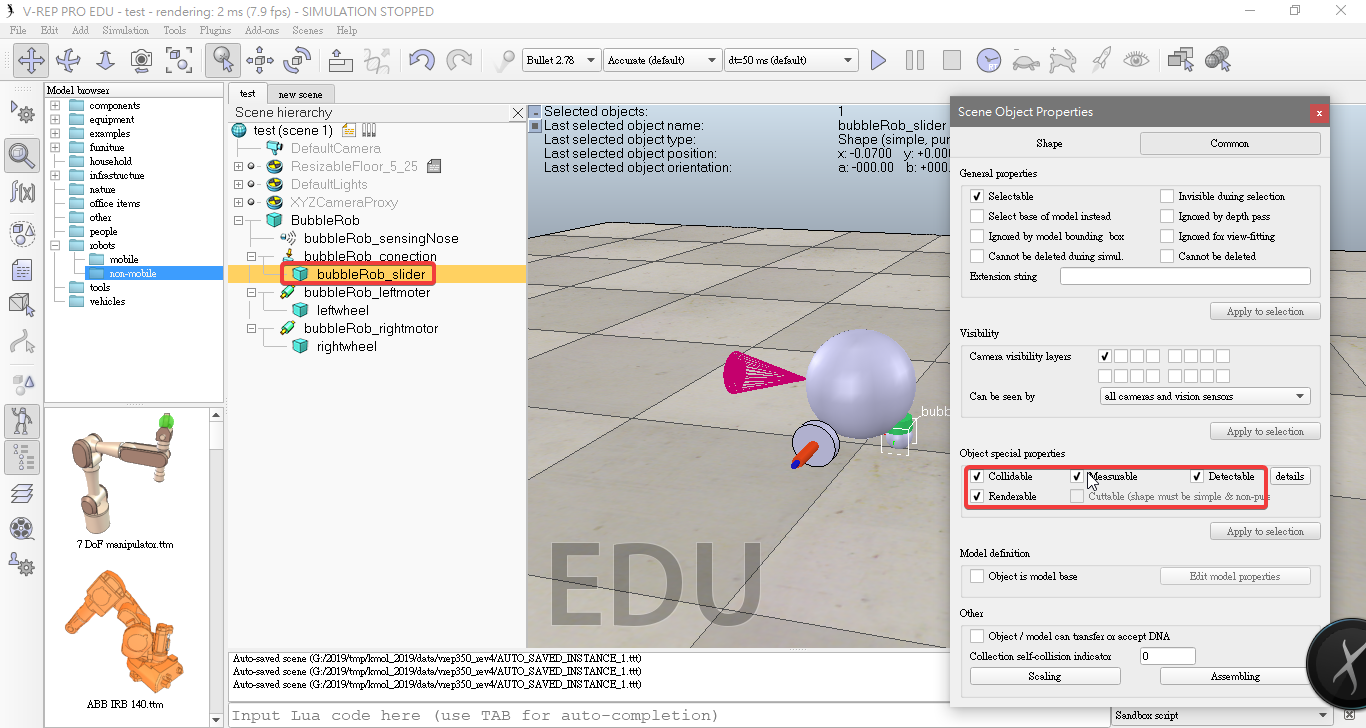 V-REP PRO EDU - test - rendering: 2 ms (7.9 fps) - SIMULATION STOPPED
File Edit Add Simulation Tools Plugins Add-ons Scenes Help
Bullet 2.78 Accurate (default) dt=50 ms (default)
Model browser
components
equipment
examples
furniture
household
infrastructure
nature
office items
other
people
robots
mobile
non-mobile
tools
vehicles
7 DoF manipulator.ttm
ABB IRB 140.ttm
test new scene
Scene hierarchy
test (scene 1)
DefaultCamera
ResizableFloor_5_25
DefaultLights
XYZCameraProxy
BubbleRob
bubbleRob_sensingNose
bubbleRob_conection
bubbleRob_slider
bubbleRob_leftmoter
leftwheel
bubbleRob_rightmotor
rightwheel
Selected objects: 1
Last selected object name: bubbleRob_slider
Last selected object type: Shape (simple, pur
Last selected object position: x: -0.0700 y: +0.000
Last selected object orientation: a: -000.00 b: +000.
bubb
EDU
Auto-saved scene (G:/2019/tmp/kmol_2019/data/vrep350_rev4/AUTO_SAVED_INSTANCE_1.ttt)
Auto-saved scene (G:/2019/tmp/kmol_2019/data/vrep350_rev4/AUTO_SAVED_INSTANCE_1.ttt)
Auto-saved scene (G:/2019/tmp/kmol_2019/data/vrep350_rev4/AUTO_SAVED_INSTANCE_1.ttt)
Input Lua code here (use TAB for auto-completion)
Sandbox script
Scene Object Properties
Shape Common
General properties
Selectable Invisible during selection
Select base of model instead Ignored by depth pass
Ignored by model bounding box Ignored for view-fitting
Cannot be deleted during simul. Cannot be deleted
Extension string
Apply to selection
Visibility
Camera visibility layers
Can be seen by all cameras and vision sensors
Apply to selection
Object special properties
Collidable Measurable Detectable details
Renderable Cuttable (shape must be simple & non-pu
Apply to selection
Model definition
Object is model base Edit model properties
Other
Object / model can transfer or accept DNA
Collection self-collision indicator 0
Scaling Assembling